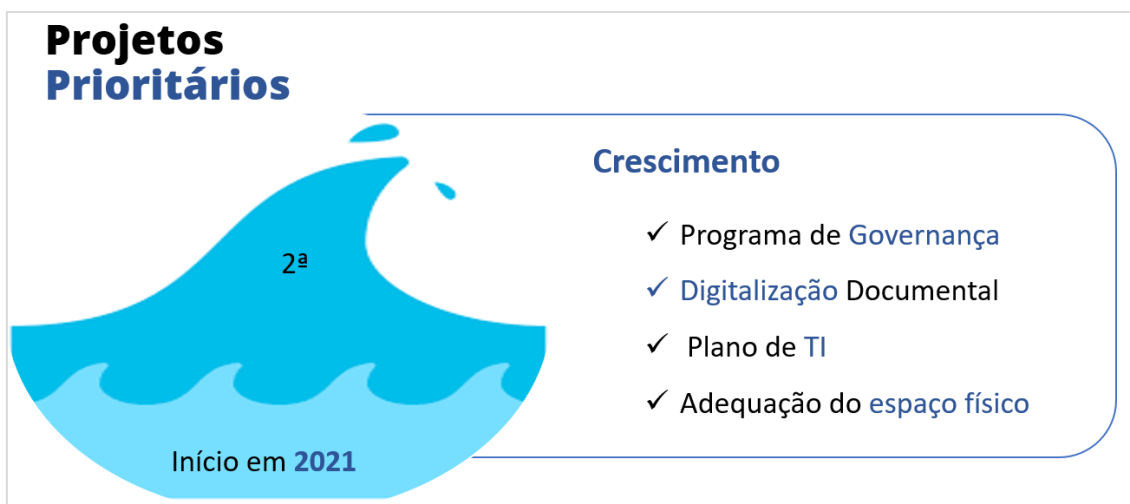 Projetos
Prioritários
Crescimento
✓ Programa de Governança
✓ Digitalização Documental
✓ Plano de TI
✓ Adequação do espaço físico
2ª
Início em 2021